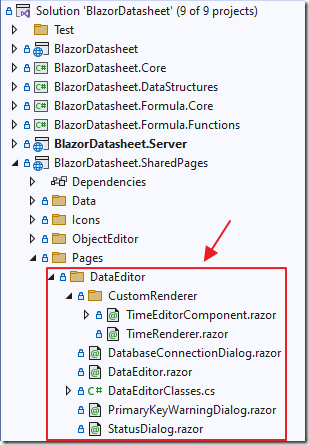 Solution 'BlazorDatasheet' (9 of 9 projects)
Test
BlazorDatasheet
BlazorDatasheet.Core
BlazorDatasheet.DataStructures
BlazorDatasheet.Formula.Core
BlazorDatasheet.Formula.Functions
BlazorDatasheet.Server
BlazorDatasheet.SharedPages
Dependencies
Data
Icons
ObjectEditor
Pages
DataEditor
CustomRenderer
TimeEditorComponent.razor
TimeRenderer.razor
DatabaseConnectionDialog.razor
DataEditor.razor
C# DataEditorClasses.cs
PrimaryKeyWarningDialog.razor
StatusDialog.razor